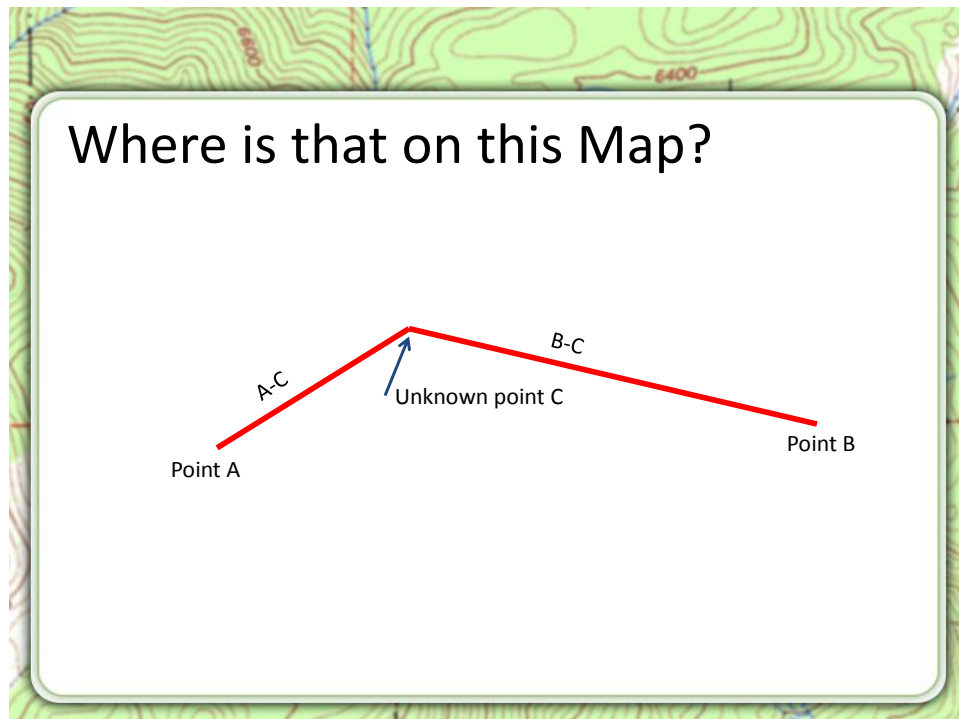 6600
6400
Where is that on this Map?
B-C
A-C
Unknown point C
Point B
Point A